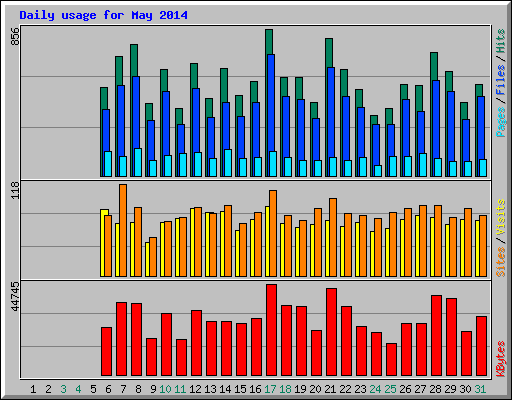 Daily usage for May 2014
856
Pages / Files / Hits
118
Sites / Visits
44745
KBytes
1 2 3 4 5 6 7 8 9 10 11 12 13 14 15 16 17 18 19 20 21 22 23 24 25 26 27 28 29 30 31